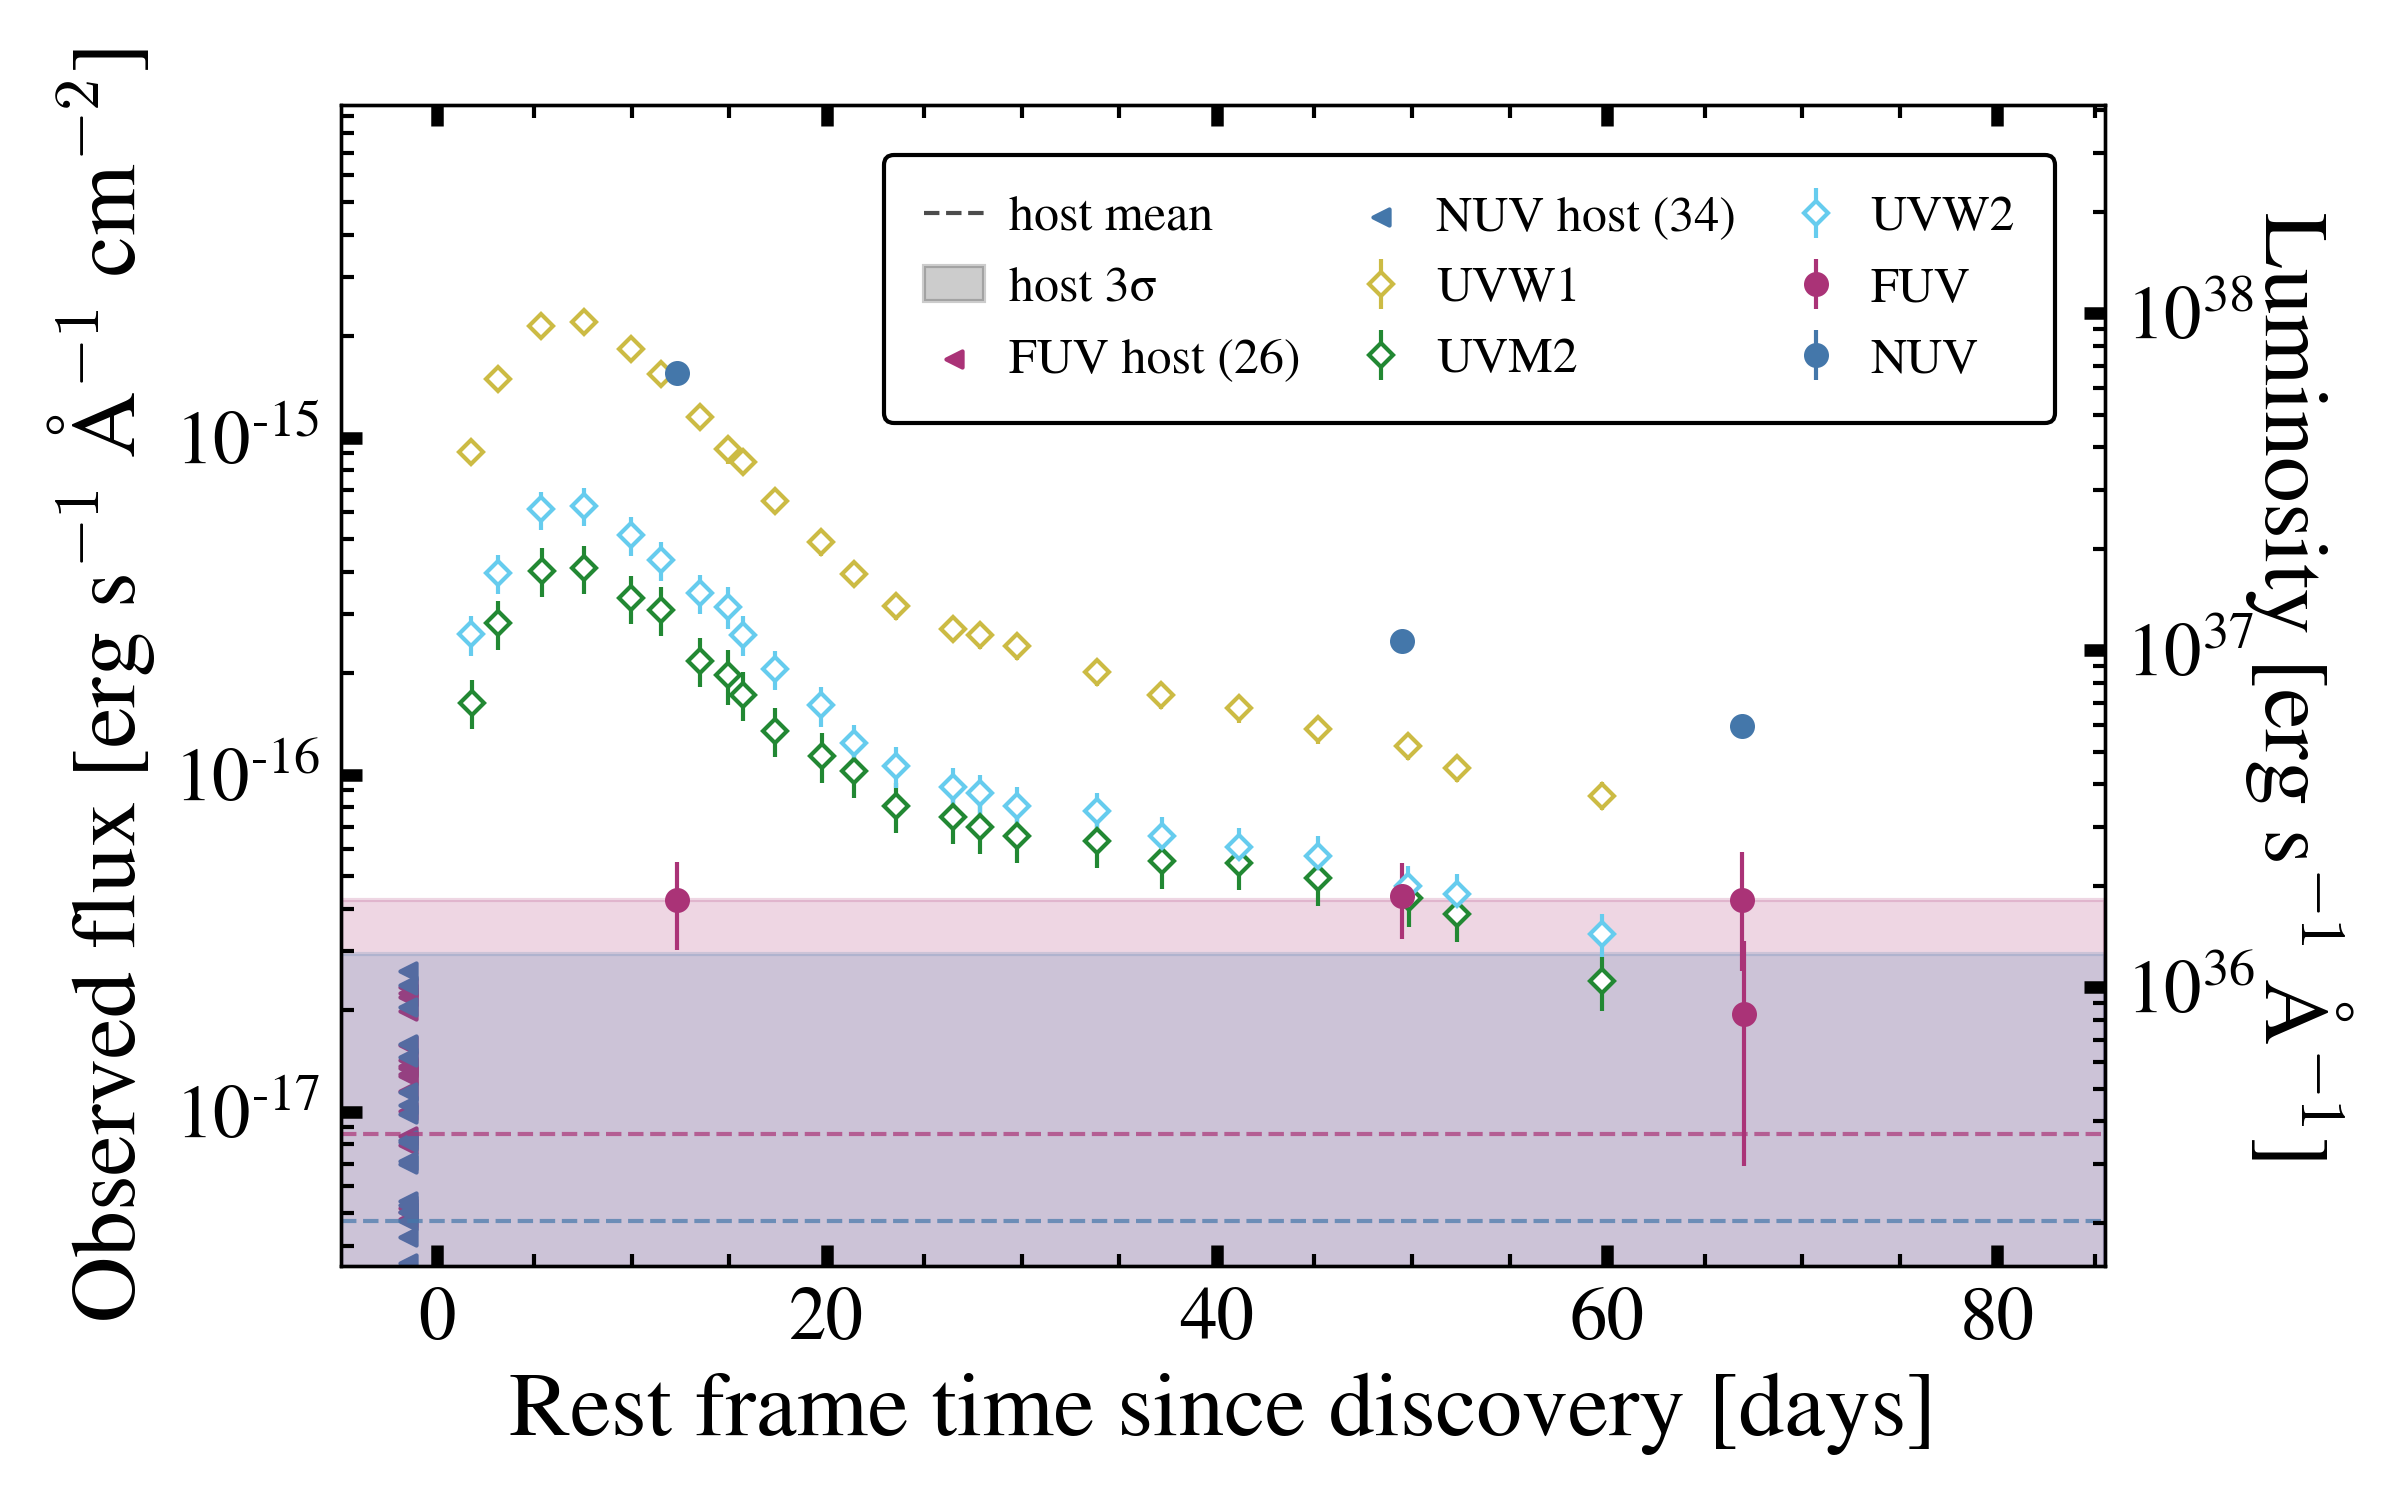 Observed flux [erg s⁻¹ Å⁻¹ cm⁻²]
10⁻¹⁵
10⁻¹⁶
10⁻¹⁷
host mean
host 3σ
FUV host (26)
NUV host (34)
UVW1
UVM2
UVW2
FUV
NUV
10³⁸
10³⁷
10³⁶
Luminosity [erg s⁻¹ Å⁻¹]
0 20 40 60 80
Rest frame time since discovery [days]